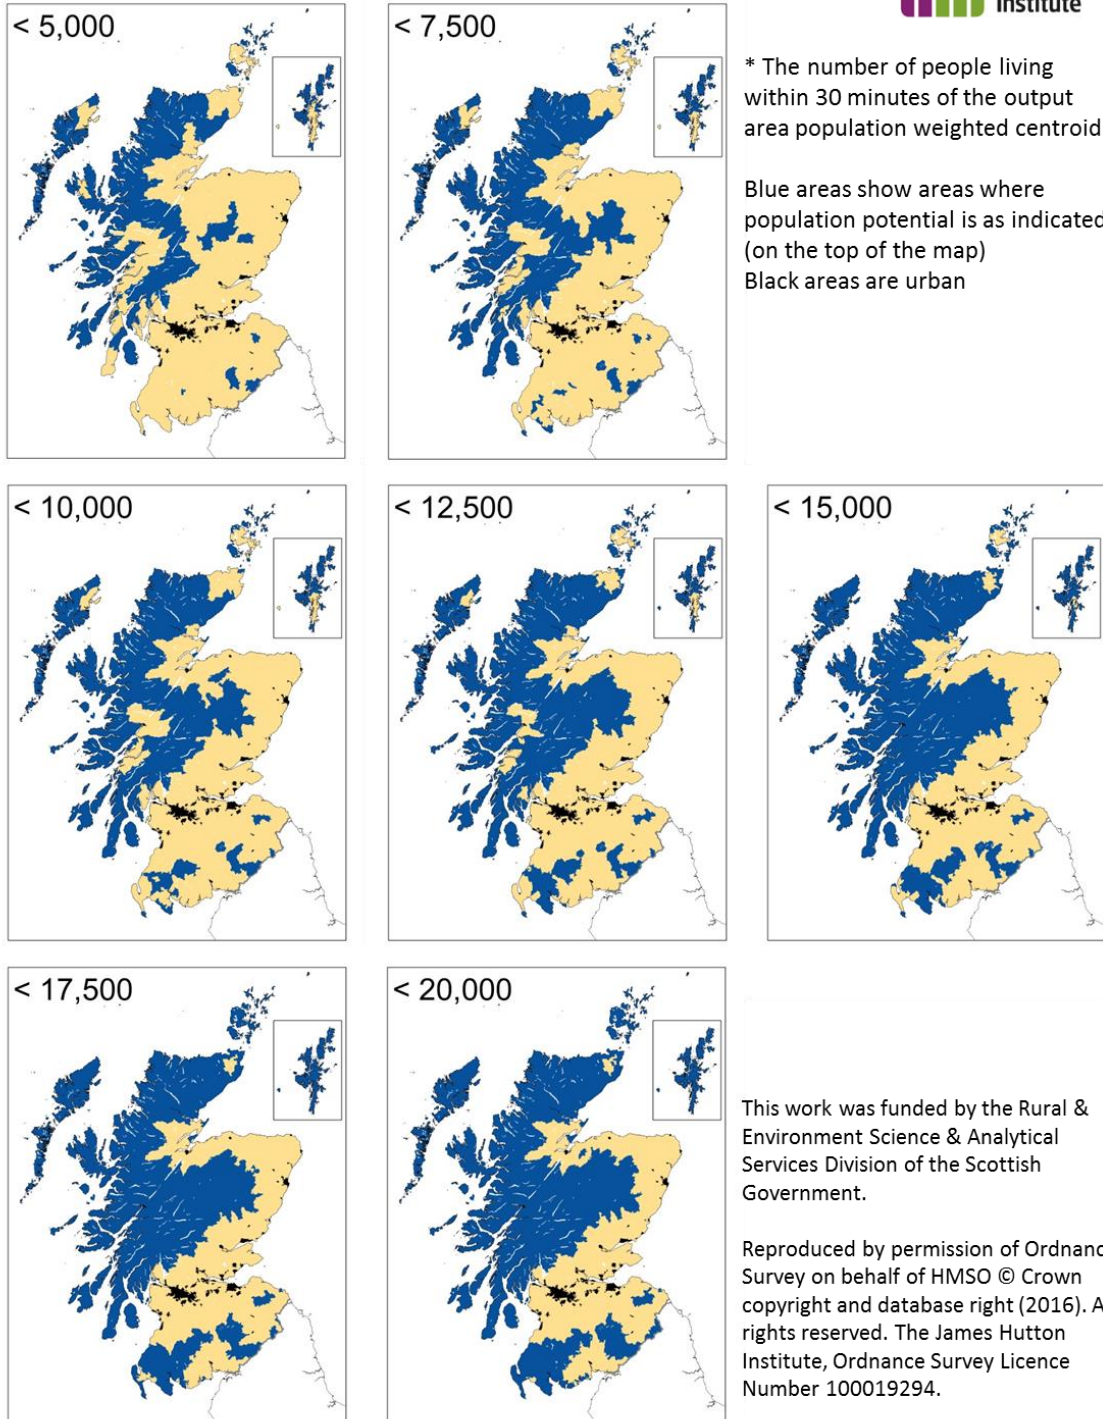 Institute
< 5,000
< 7,500
* The number of people living
within 30 minutes of the output
area population weighted centroid
Blue areas show areas where
population potential is as indicated
(on the top of the map)
Black areas are urban
< 10,000
< 12,500
< 15,000
< 17,500
< 20,000
This work was funded by the Rural &
Environment Science & Analytical
Services Division of the Scottish
Government.
Reproduced by permission of Ordnanc
Survey on behalf of HMSO © Crown
copyright and database right (2016). A
rights reserved. The James Hutton
Institute, Ordnance Survey Licence
Number 100019294.